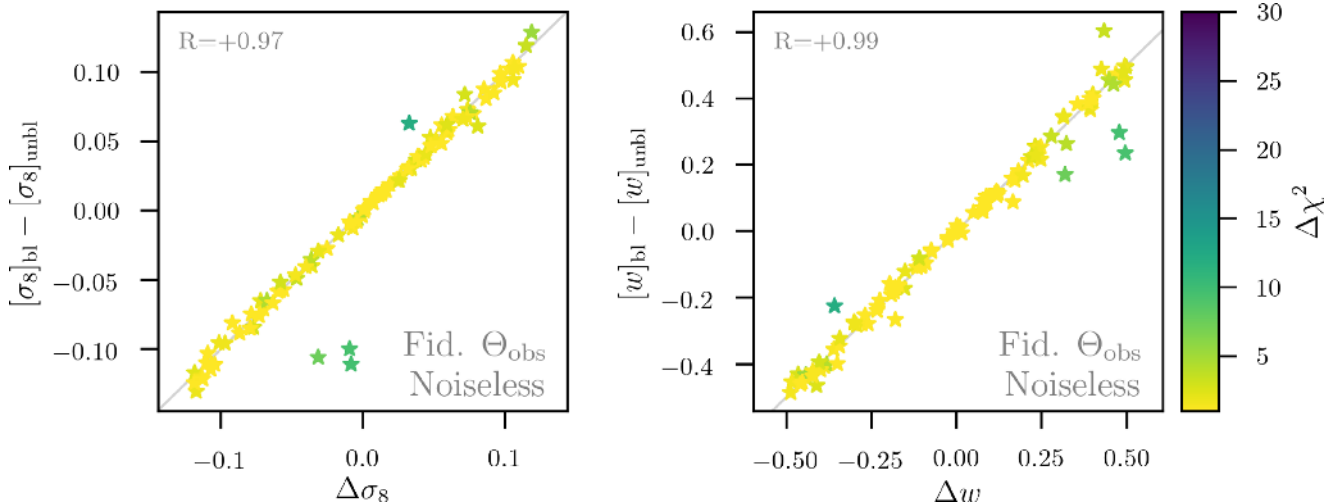 R=+0.97
0.10
0.05
0.00
−0.05
−0.10
[σ₈]bl − [σ₈]unbl
Fid. Θobs
Noiseless
−0.1
0.0
0.1
Δσ₈
R=+0.99
0.6
0.4
0.2
0.0
−0.2
−0.4
[w]bl − [w]unbl
Fid. Θobs
Noiseless
−0.50
−0.25
0.00
0.25
0.50
Δw
30
25
20
15
10
5
Δχ²